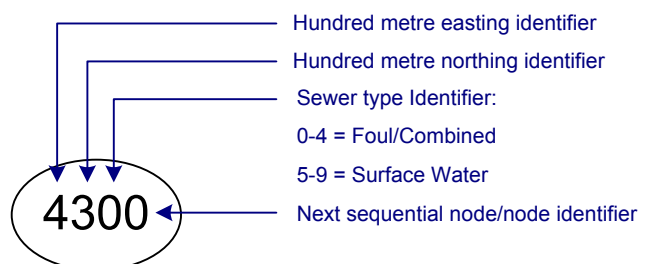 Hundred metre easting identifier
Hundred metre northing identifier
Sewer type Identifier:
0-4 = Foul/Combined
5-9 = Surface Water
4300
Next sequential node/node identifier